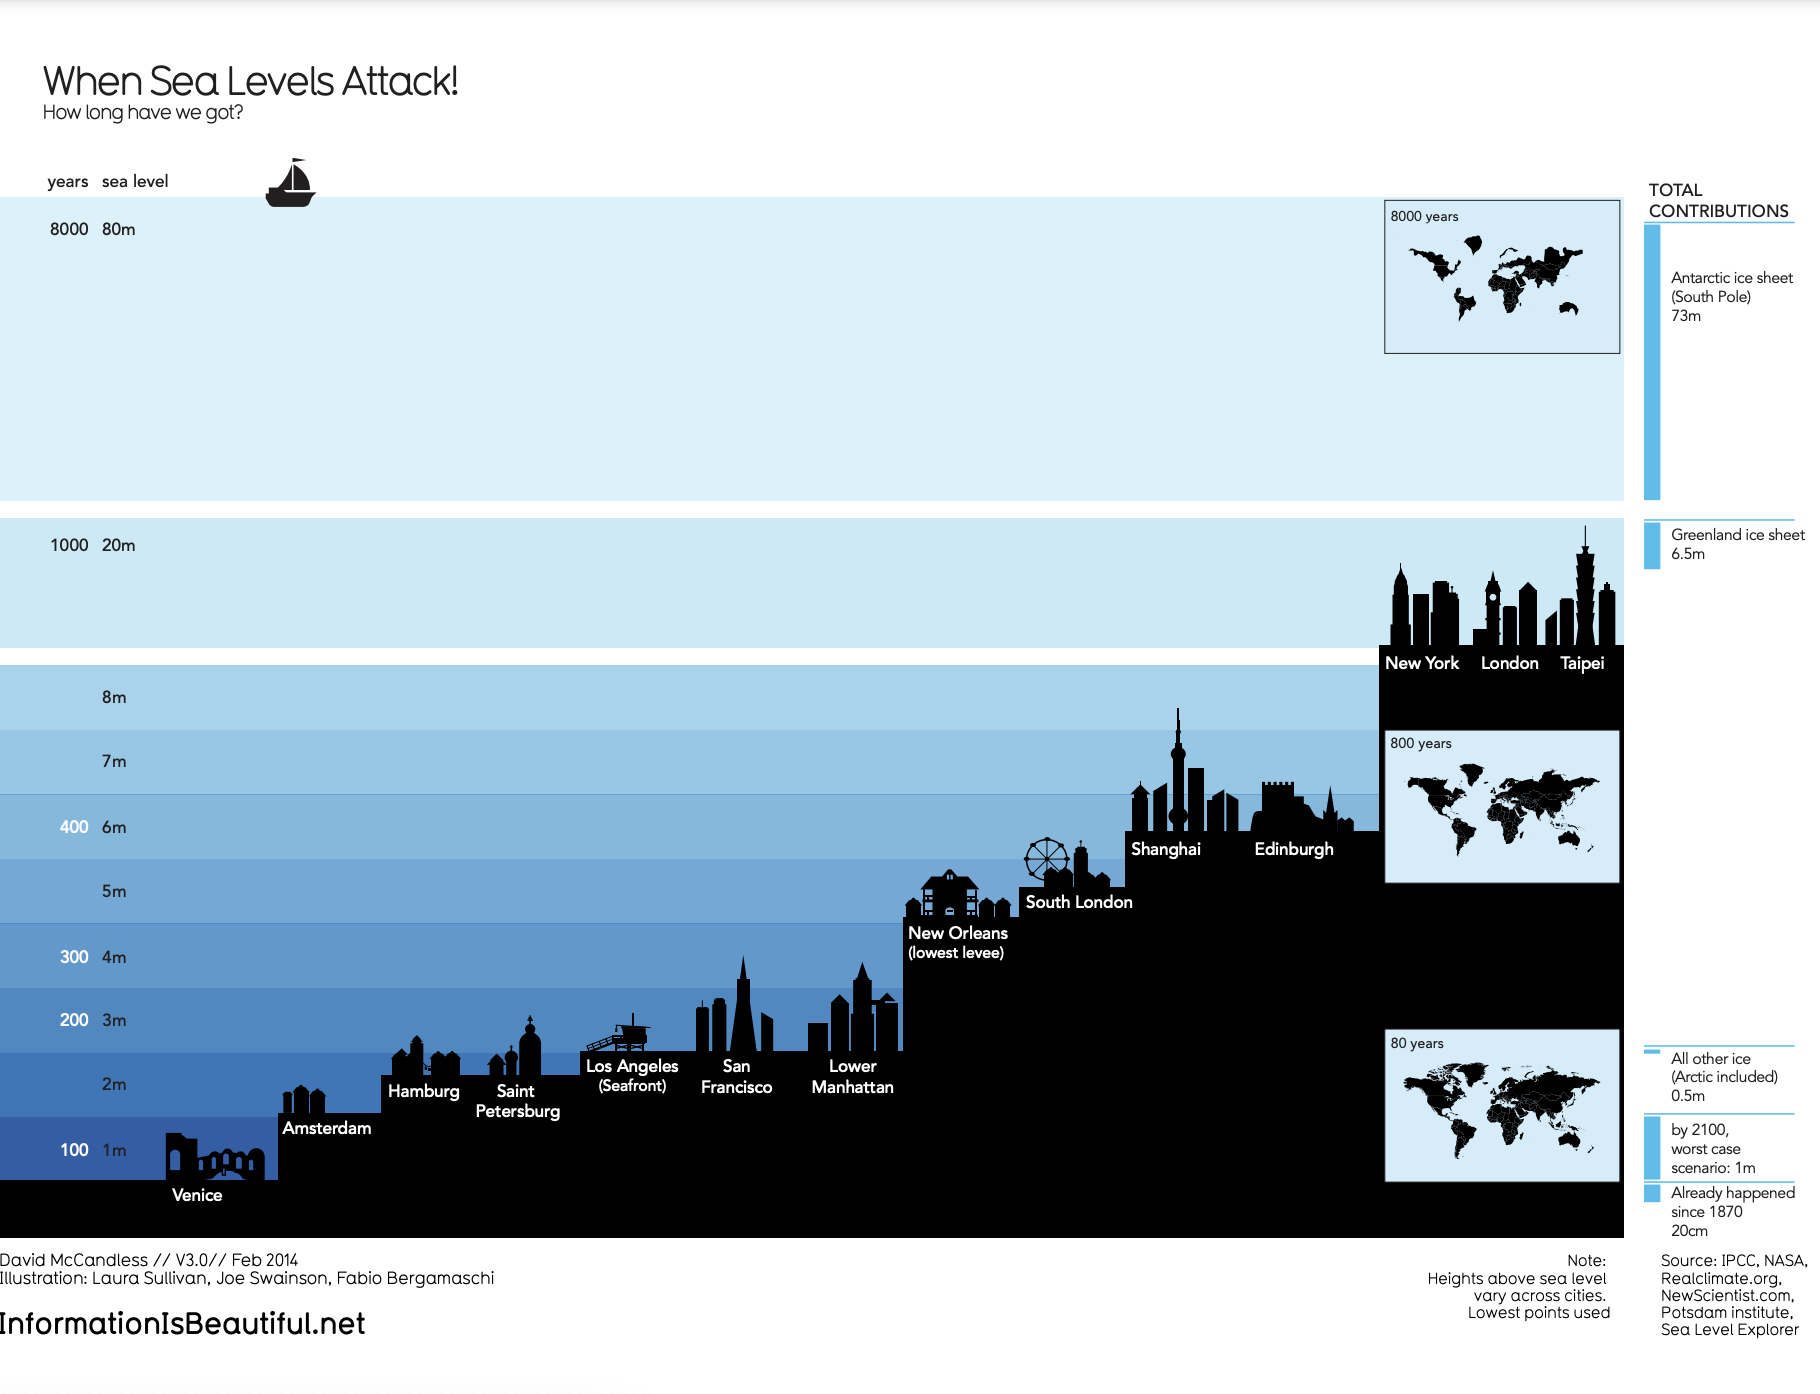 When Sea Levels Attack!
How long have we got?
years sea level
8000 80m
1000 20m
8m
7m
400 6m
5m
300 4m
200 3m
2m
100 1m
8000 years
New York London Taipei
800 years
Shanghai Edinburgh
South London
New Orleans
(lowest levee)
Los Angeles
(Seafront)
San
Francisco
Lower
Manhattan
Hamburg
Saint
Petersburg
Amsterdam
Venice
80 years
TOTAL
CONTRIBUTIONS
Antarctic ice sheet
(South Pole)
73m
Greenland ice sheet
6.5m
All other ice
(Arctic included)
0.5m
by 2100,
worst case
scenario: 1m
Already happened
since 1870
20cm
David McCandless // V3.0// Feb 2014
Illustration: Laura Sullivan, Joe Swainson, Fabio Bergamaschi
InformationIsBeautiful.net
Note:
Heights above sea level
vary across cities.
Lowest points used
Source: IPCC, NASA,
Realclimate.org,
NewScientist.com,
Potsdam institute,
Sea Level Explorer